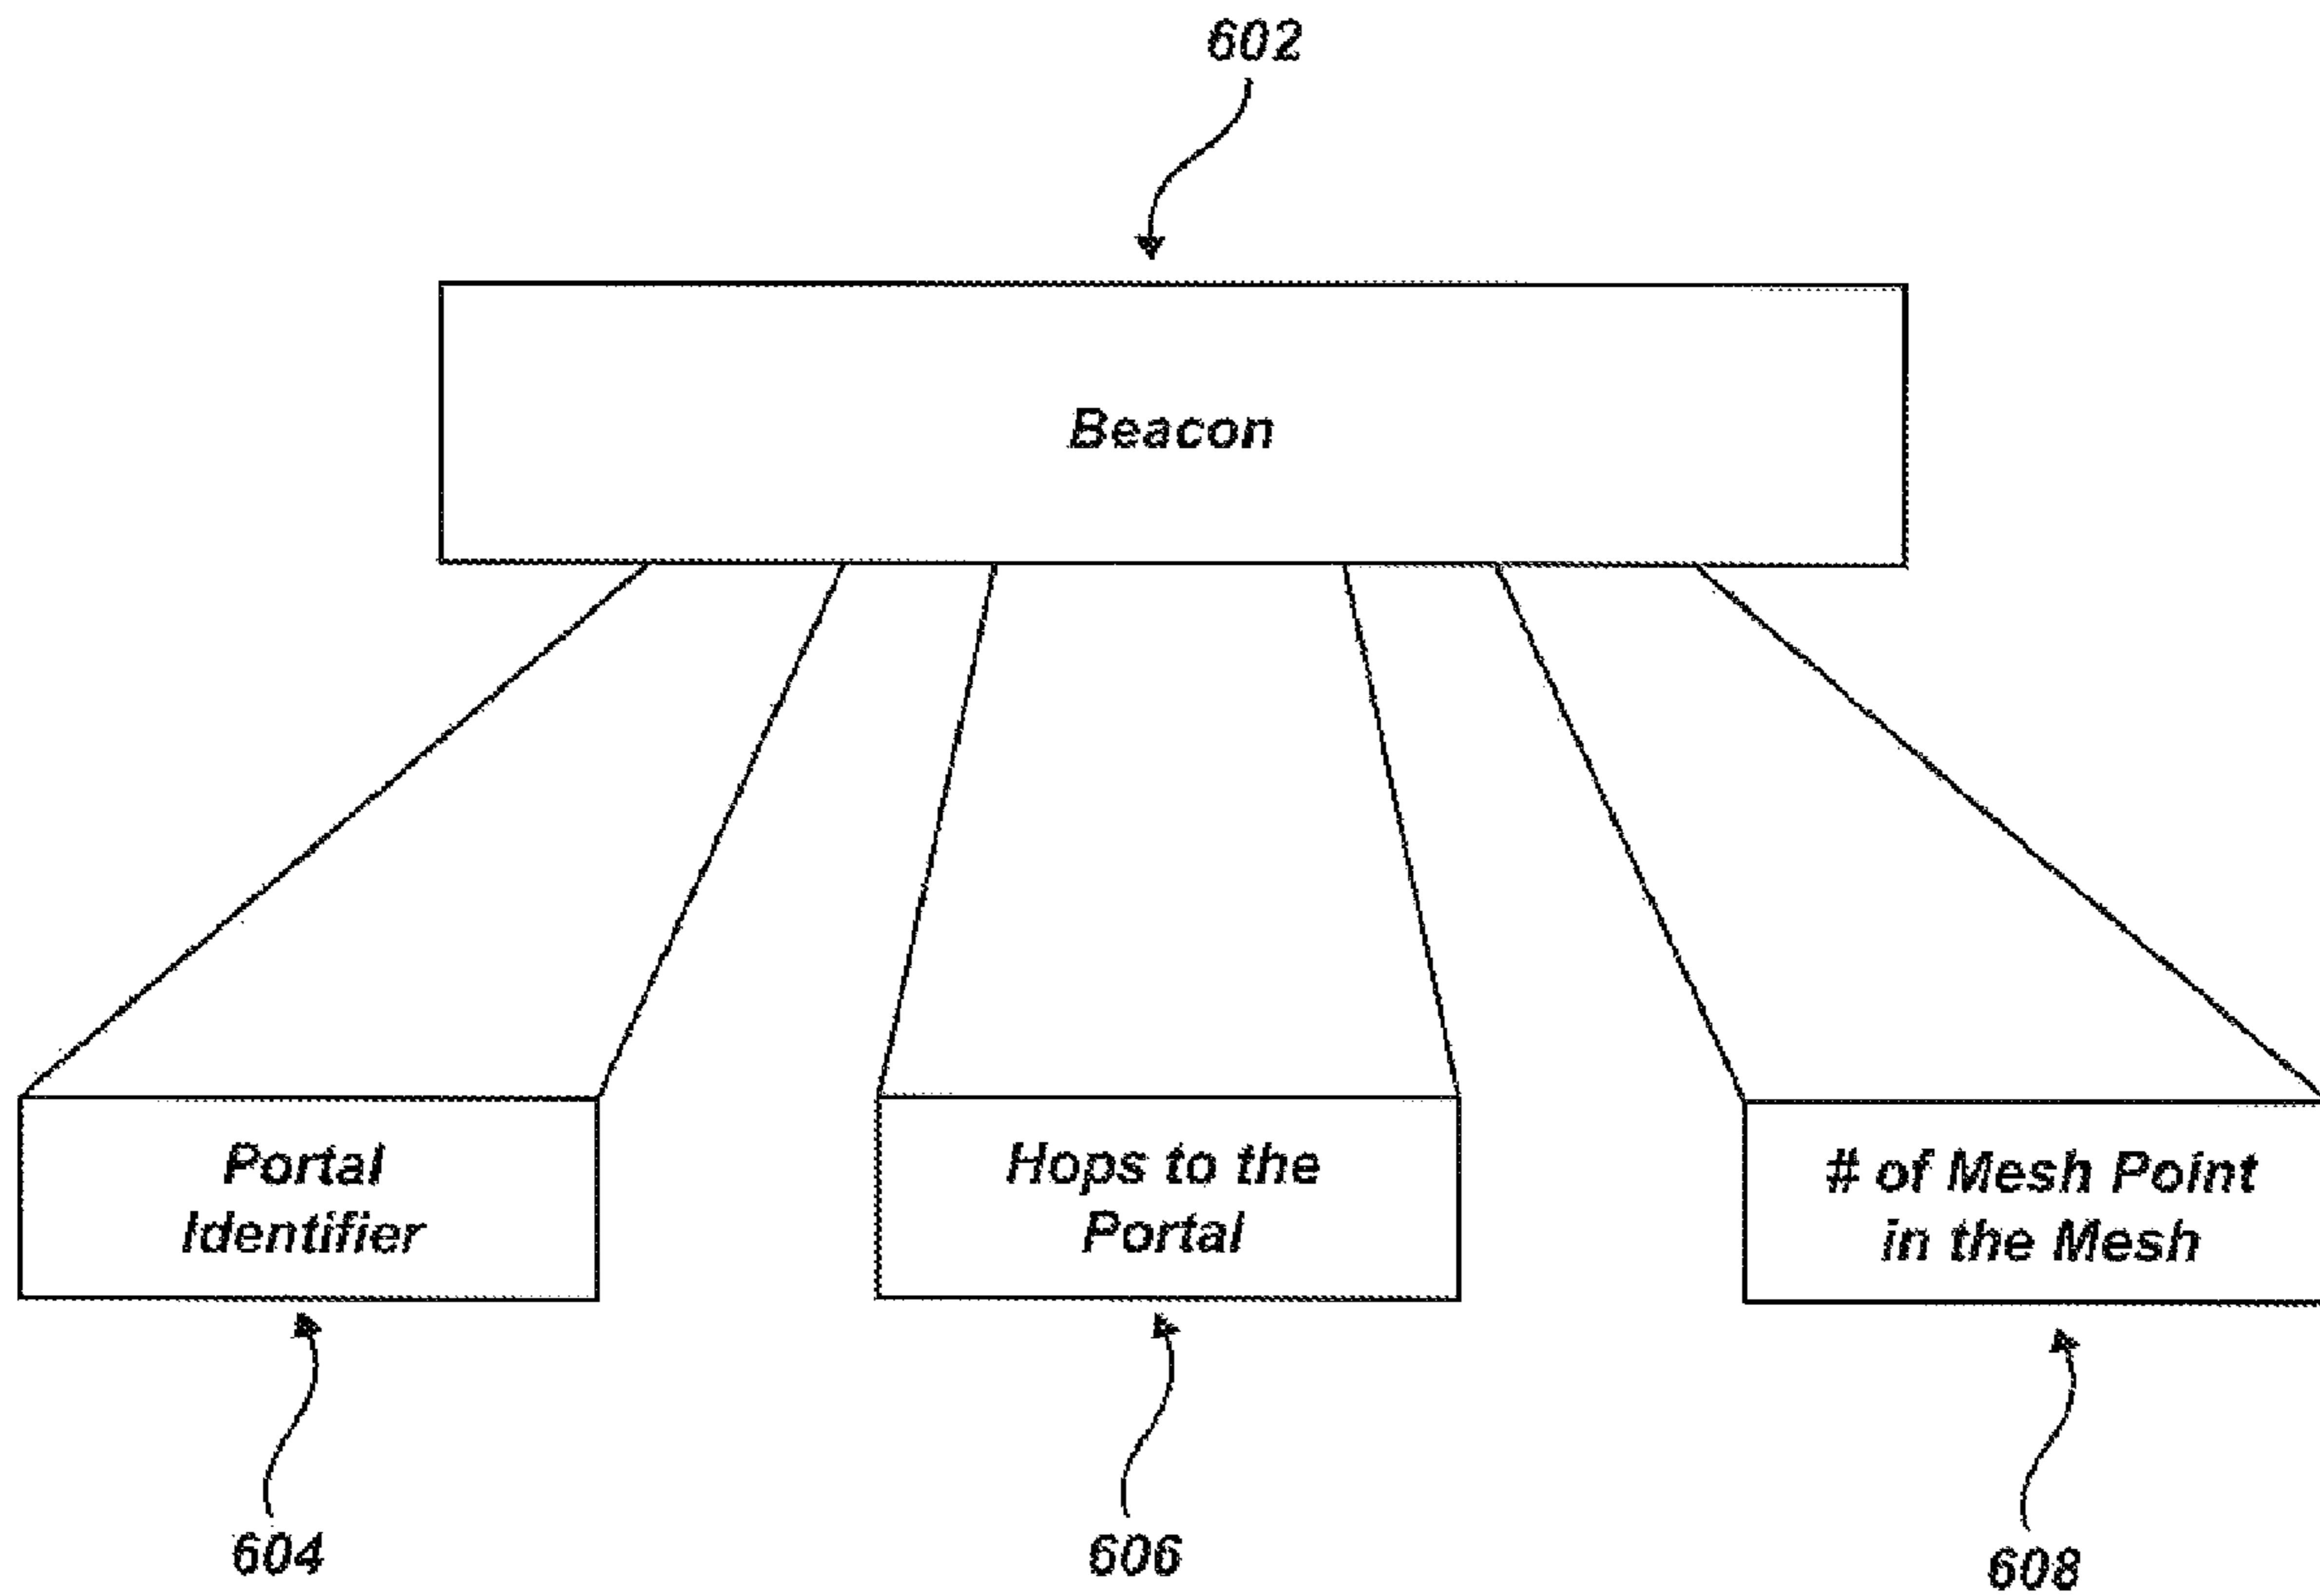 602
Beacon
Portal
Identifier
Hops to the
Portal
# of Mesh Point
in the Mesh
604
606
608